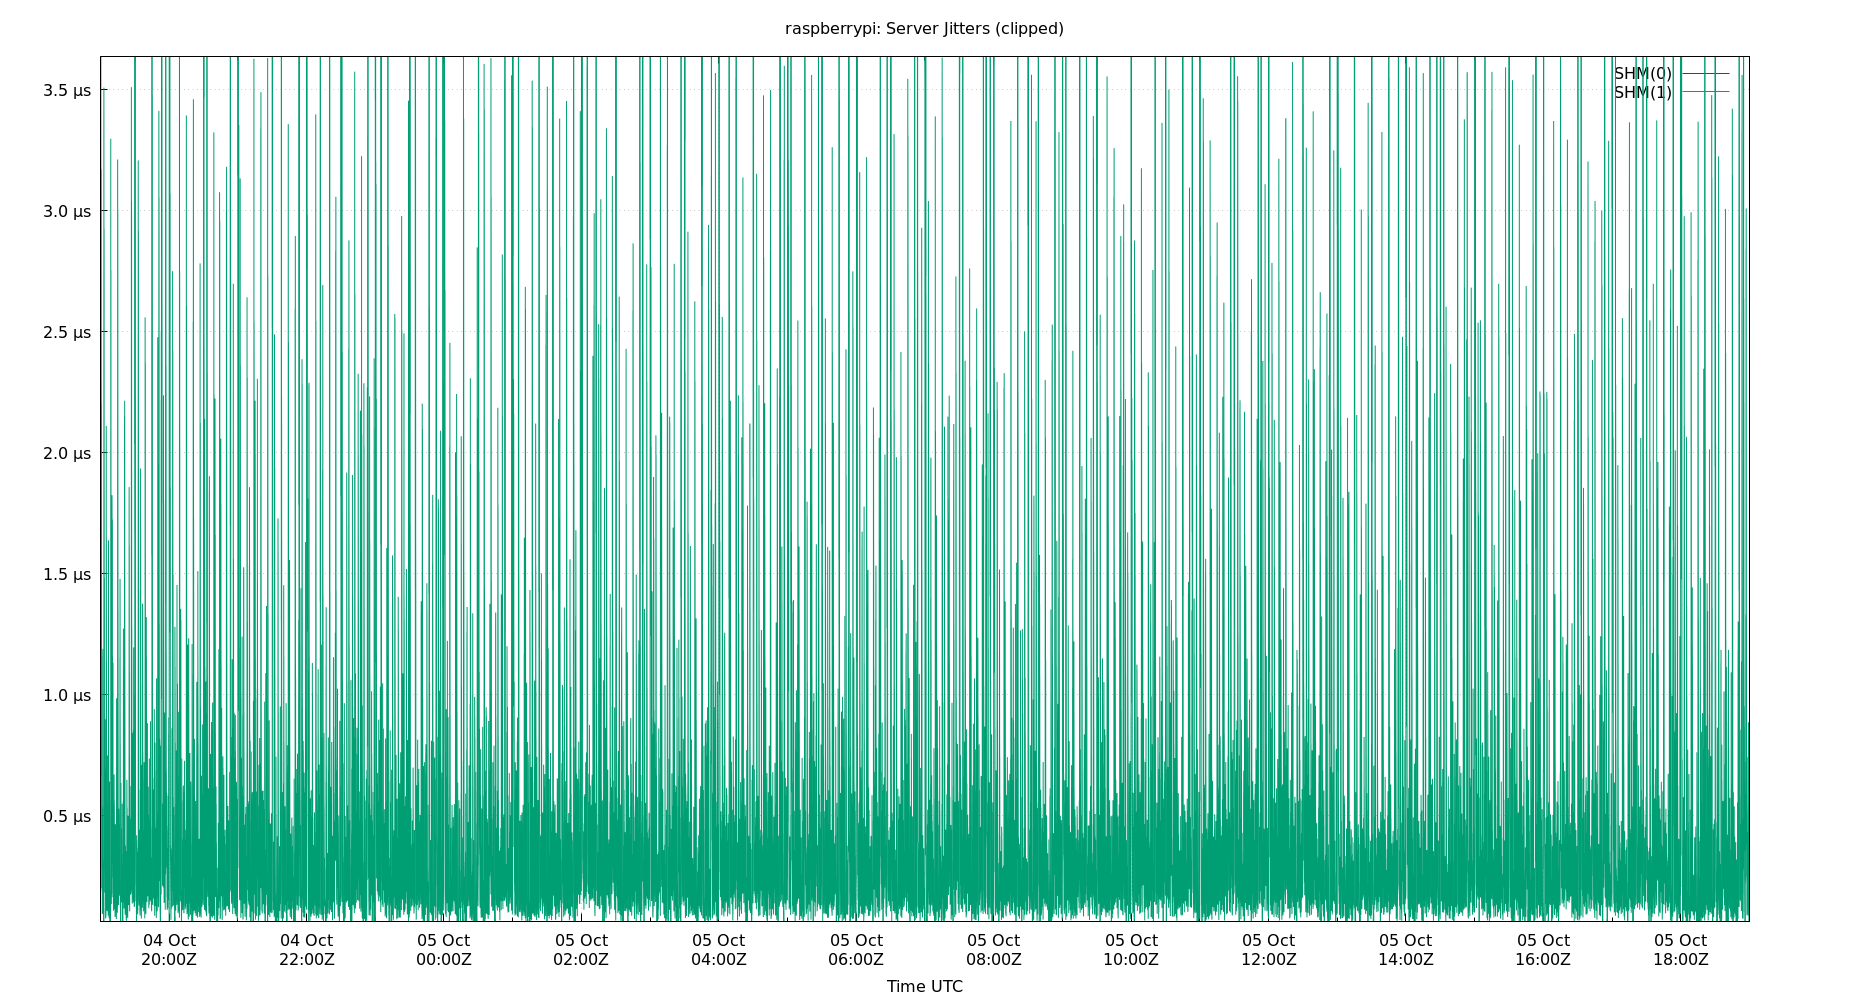 raspberrypi: Server Jitters (clipped)
SHM(0)
SHM(1)
3.5 µs
3.0 µs
2.5 µs
2.0 µs
1.5 µs
1.0 µs
0.5 µs
04 Oct 04 Oct 05 Oct 05 Oct 05 Oct 05 Oct 05 Oct 05 Oct 05 Oct 05 Oct 05 Oct 05 Oct
20:00Z 22:00Z 00:00Z 02:00Z 04:00Z 06:00Z 08:00Z 10:00Z 12:00Z 14:00Z 16:00Z 18:00Z
Time UTC